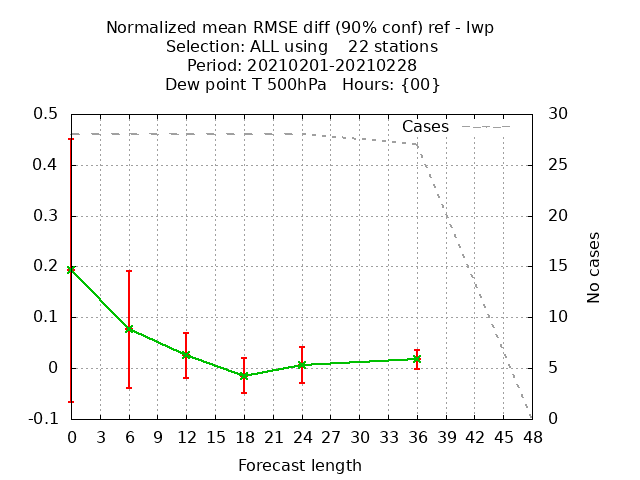 Normalized mean RMSE diff (90% conf) ref - lwp
Selection: ALL using    22 stations
Period: 20210201-20210228
Dew point T 500hPa   Hours: {00}
Cases
0.5
0.4
0.3
0.2
0.1
0
-0.1
30
25
20
15
10
5
0
No cases
0 3 6 9 12 15 18 21 24 27 30 33 36 39 42 45 48
Forecast length